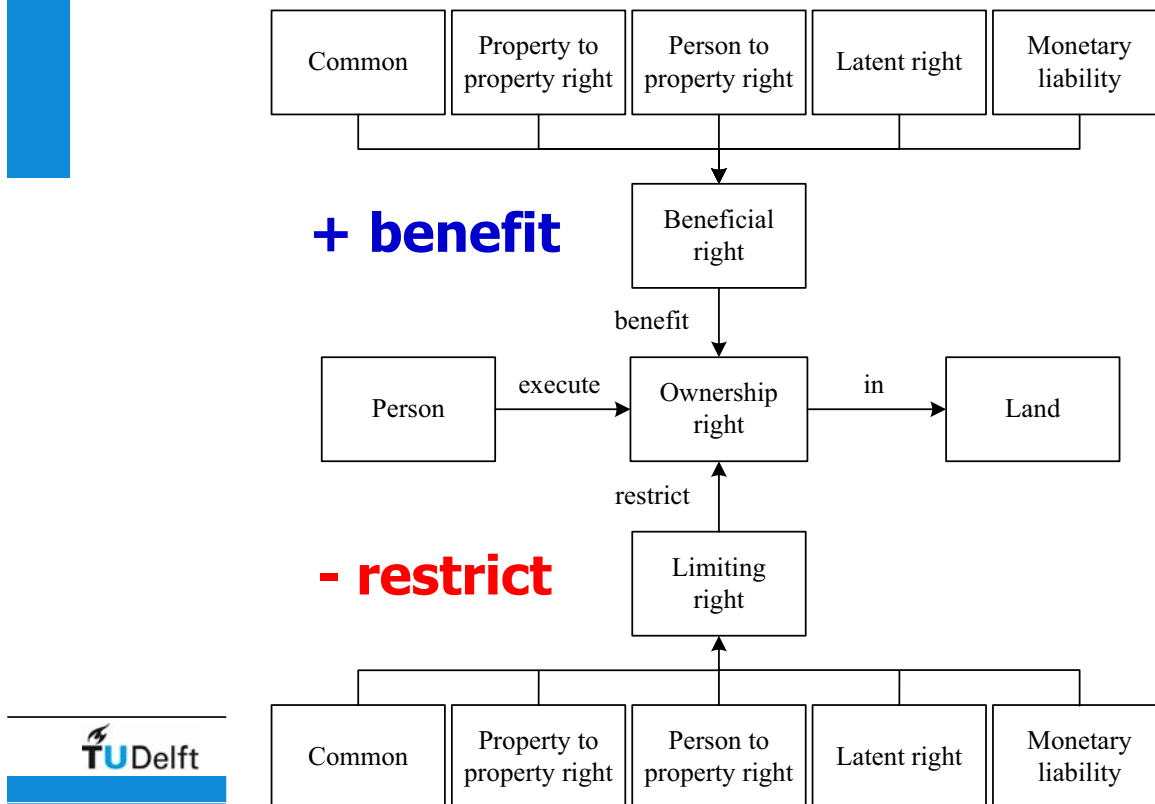 Common
Property to
property right
Person to
property right
Latent right
Monetary
liability
+ benefit
Beneficial
right
benefit
Person
execute
Ownership
right
in
Land
restrict
- restrict
Limiting
right
Common
Property to
property right
Person to
property right
Latent right
Monetary
liability
TUDelft